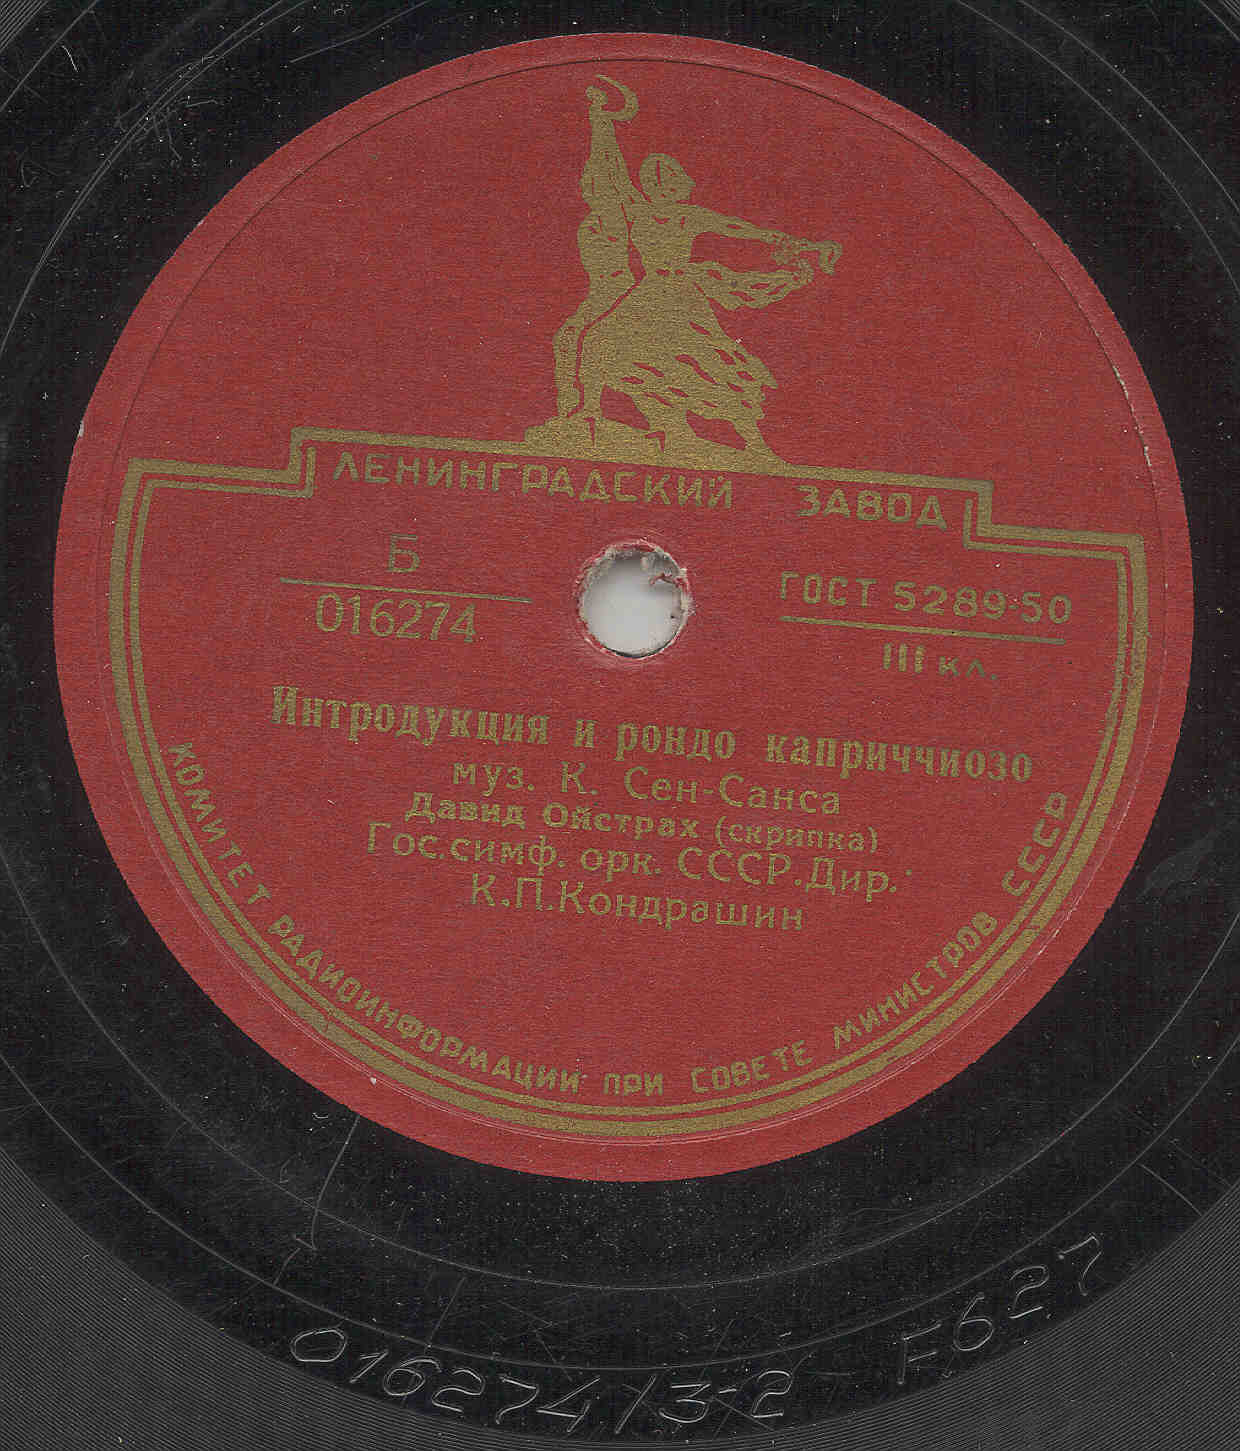 ЛЕНИНГРАДСКИЙ ЗАВОД
Б
016274
ГОСТ 5289-50
III кл.
Интродукция и рондо каприччиозо
муз. К. Сен-Санса
Давид Ойстрах (скрипка)
Гос.симф. орк. СССР.Дир.
К.П.Кондрашин
КОМИТЕТ РАДИОИНФОРМАЦИИ ПРИ СОВЕТЕ МИНИСТРОВ СССР
016274/3-2 F627